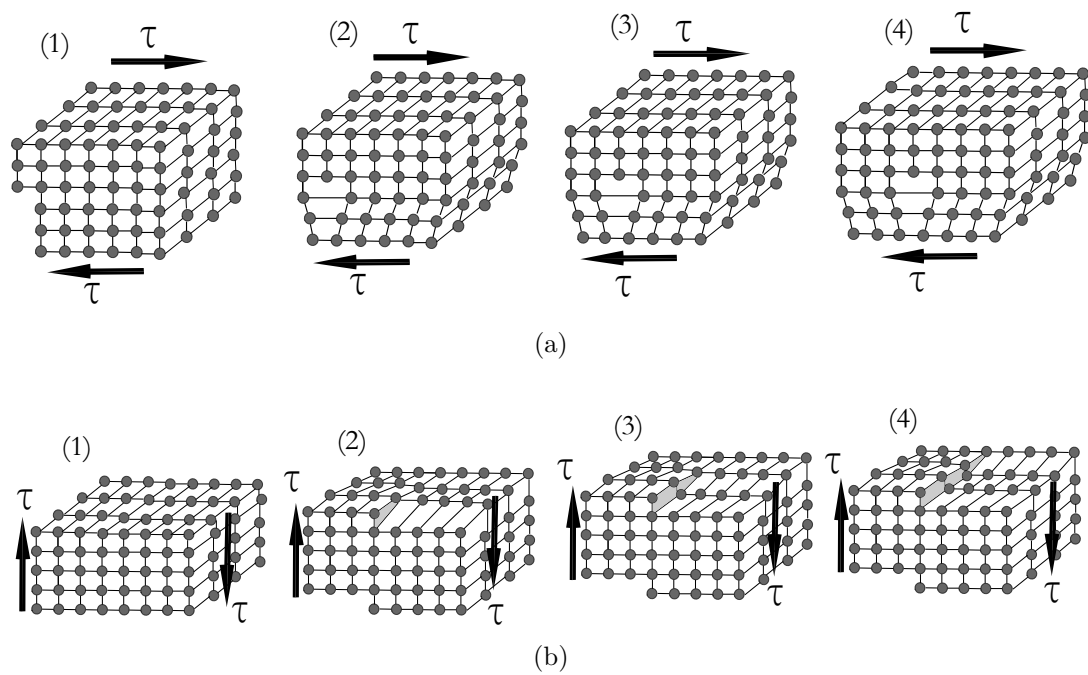 (1) τ (2) τ (3) τ (4) τ
τ τ τ τ
(a)
(1) (2) (3) (4)
τ τ τ τ
τ τ τ τ
(b)